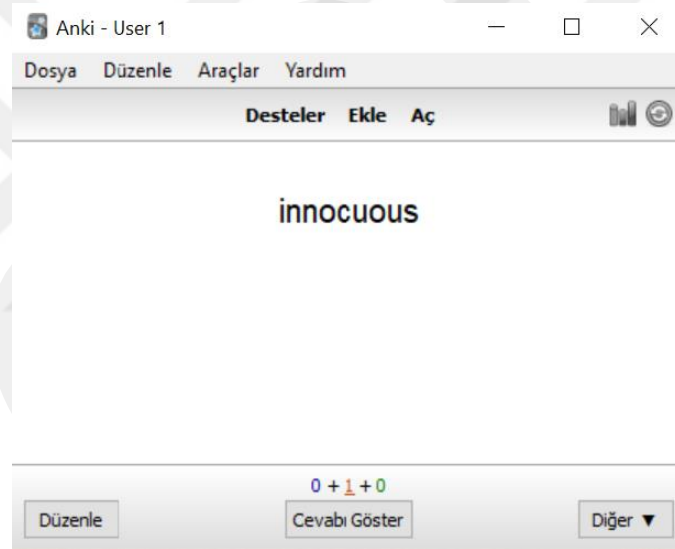 Anki - User 1
Dosya Düzenle Araçlar Yardım
Desteler Ekle Aç
innocuous
0 + 1 + 0
Düzenle Cevabı Göster Diğer ▼